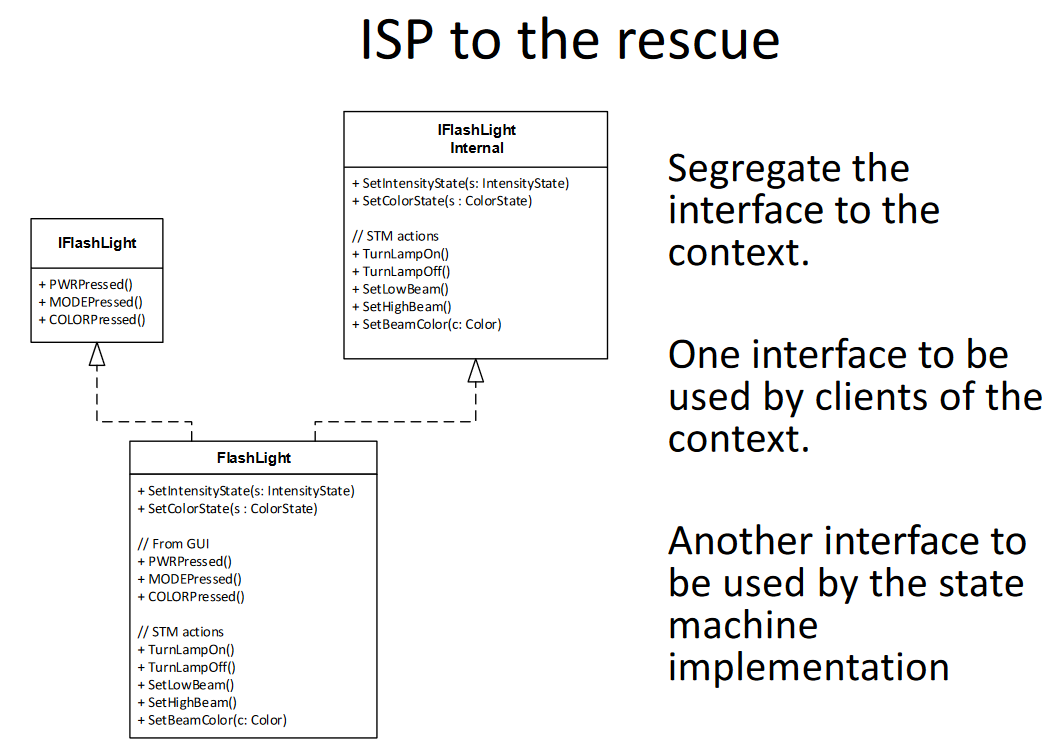 ISP to the rescue
IFlashLight
Internal
+ SetIntensityState(s: IntensityState)
+ SetColorState(s : ColorState)
// STM actions
+ TurnLampOn()
+ TurnLampOff()
+ SetLowBeam()
+ SetHighBeam()
+ SetBeamColor(c: Color)
IFlashLight
+ PWRPressed()
+ MODEPressed()
+ COLORPressed()
FlashLight
+ SetIntensityState(s: IntensityState)
+ SetColorState(s : ColorState)
// From GUI
+ PWRPressed()
+ MODEPressed()
+ COLORPressed()
// STM actions
+ TurnLampOn()
+ TurnLampOff()
+ SetLowBeam()
+ SetHighBeam()
+ SetBeamColor(c: Color)
Segregate the
interface to the
context.
One interface to be
used by clients of the
context.
Another interface to
be used by the state
machine
implementation